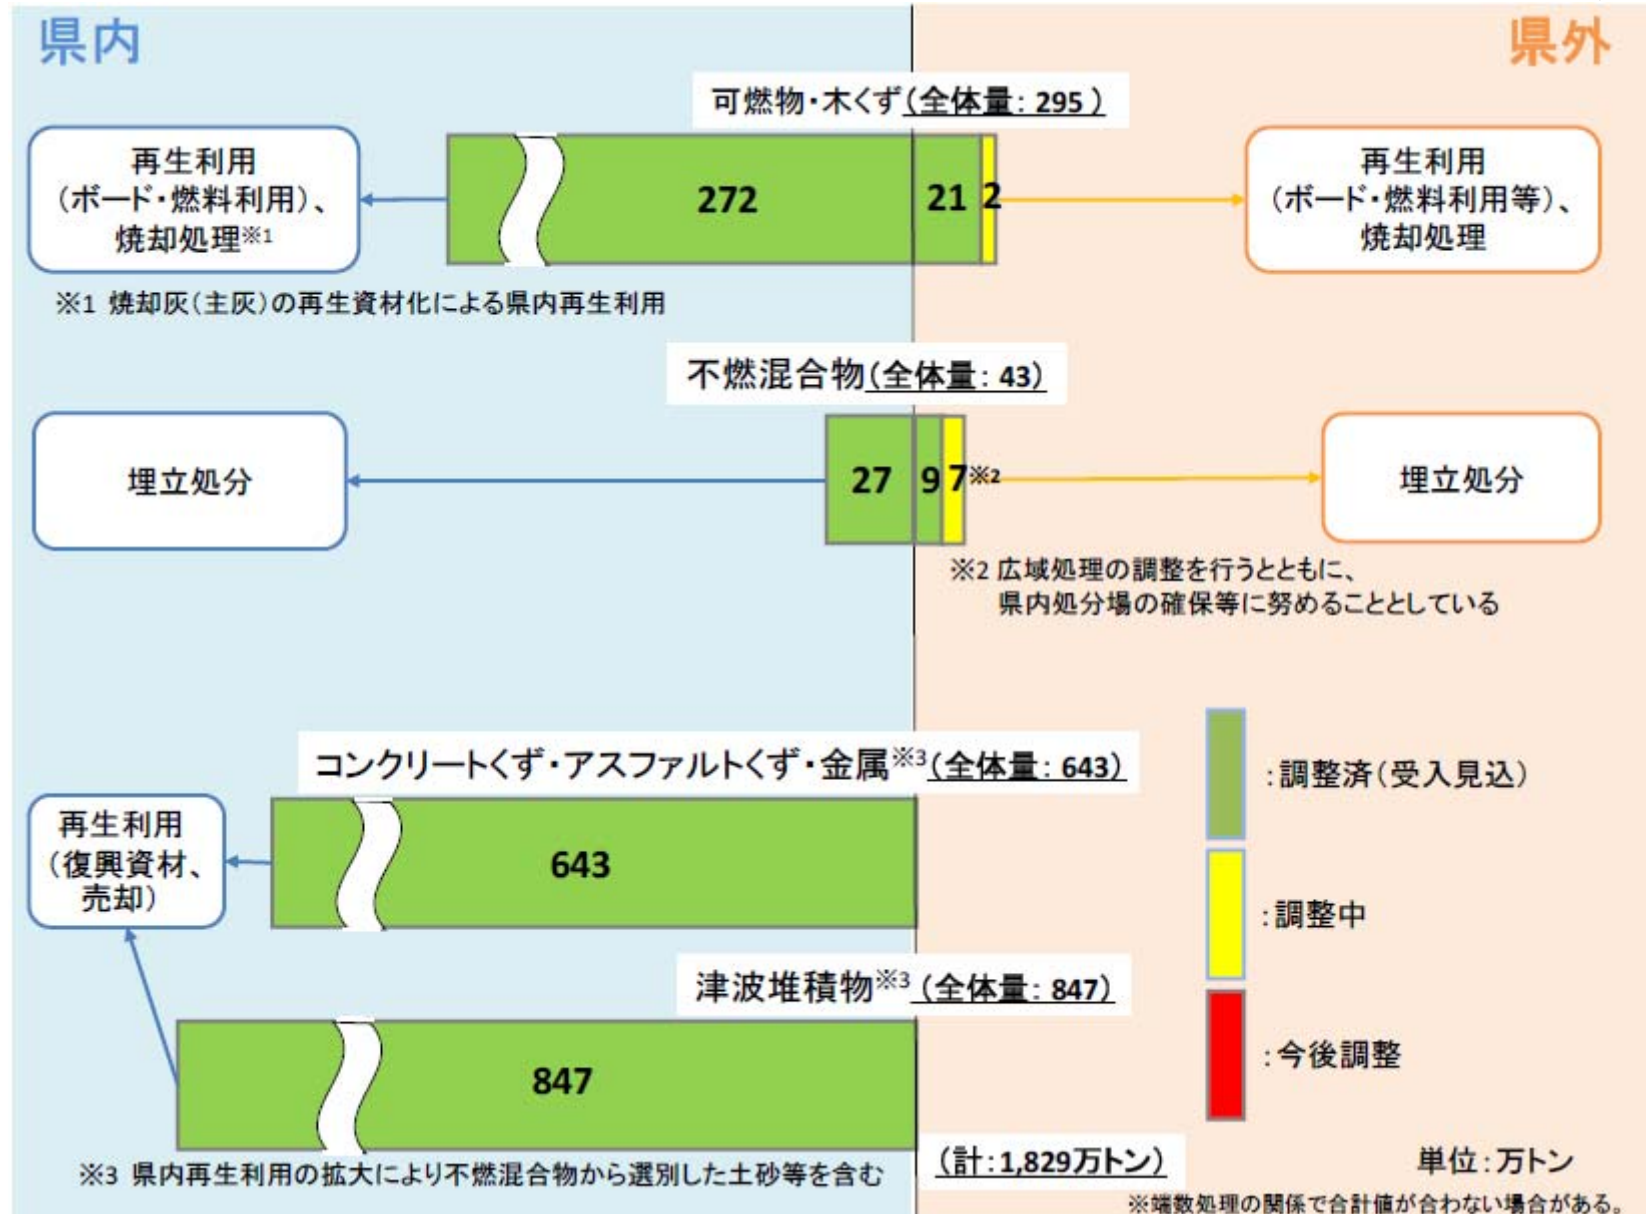 県内
県外
可燃物・木くず(全体量: 295 )
再生利用
(ボード・燃料利用)、
焼却処理※1
272
21
2
再生利用
(ボード・燃料利用等)、
焼却処理
※1 焼却灰(主灰)の再生資材化による県内再生利用
不燃混合物(全体量: 43)
埋立処分
27
9
7※2
埋立処分
※2 広域処理の調整を行うとともに、
県内処分場の確保等に努めることとしている
コンクリートくず・アスファルトくず・金属※3(全体量: 643)
再生利用
(復興資材、
売却)
643
:調整済(受入見込)
:調整中
津波堆積物※3 (全体量: 847)
:今後調整
847
(計:1,829万トン)
単位:万トン
※3 県内再生利用の拡大により不燃混合物から選別した土砂等を含む
※端数処理の関係で合計値が合わない場合がある。